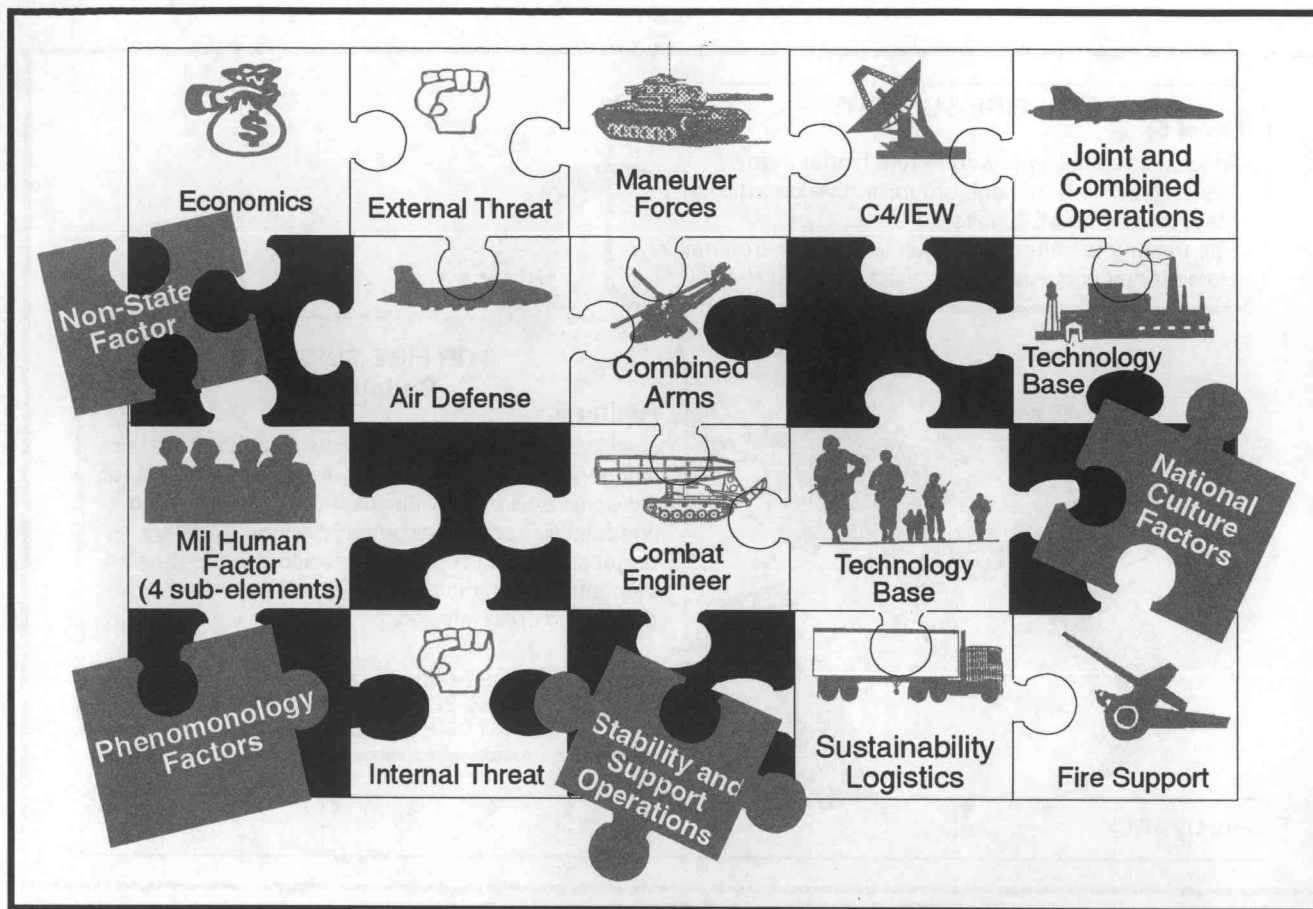 $
Economics
External Threat
Maneuver
Forces
C4/IEW
Joint and
Combined
Operations
Non-State
Factor
Air Defense
Combined
Arms
Technology
Base
Mil Human
Factor
(4 sub-elements)
Combat
Engineer
Technology
Base
National
Culture
Factors
Phenomonology
Factors
Internal Threat
Stability and
Support
Operations
Sustainability
Logistics
Fire Support